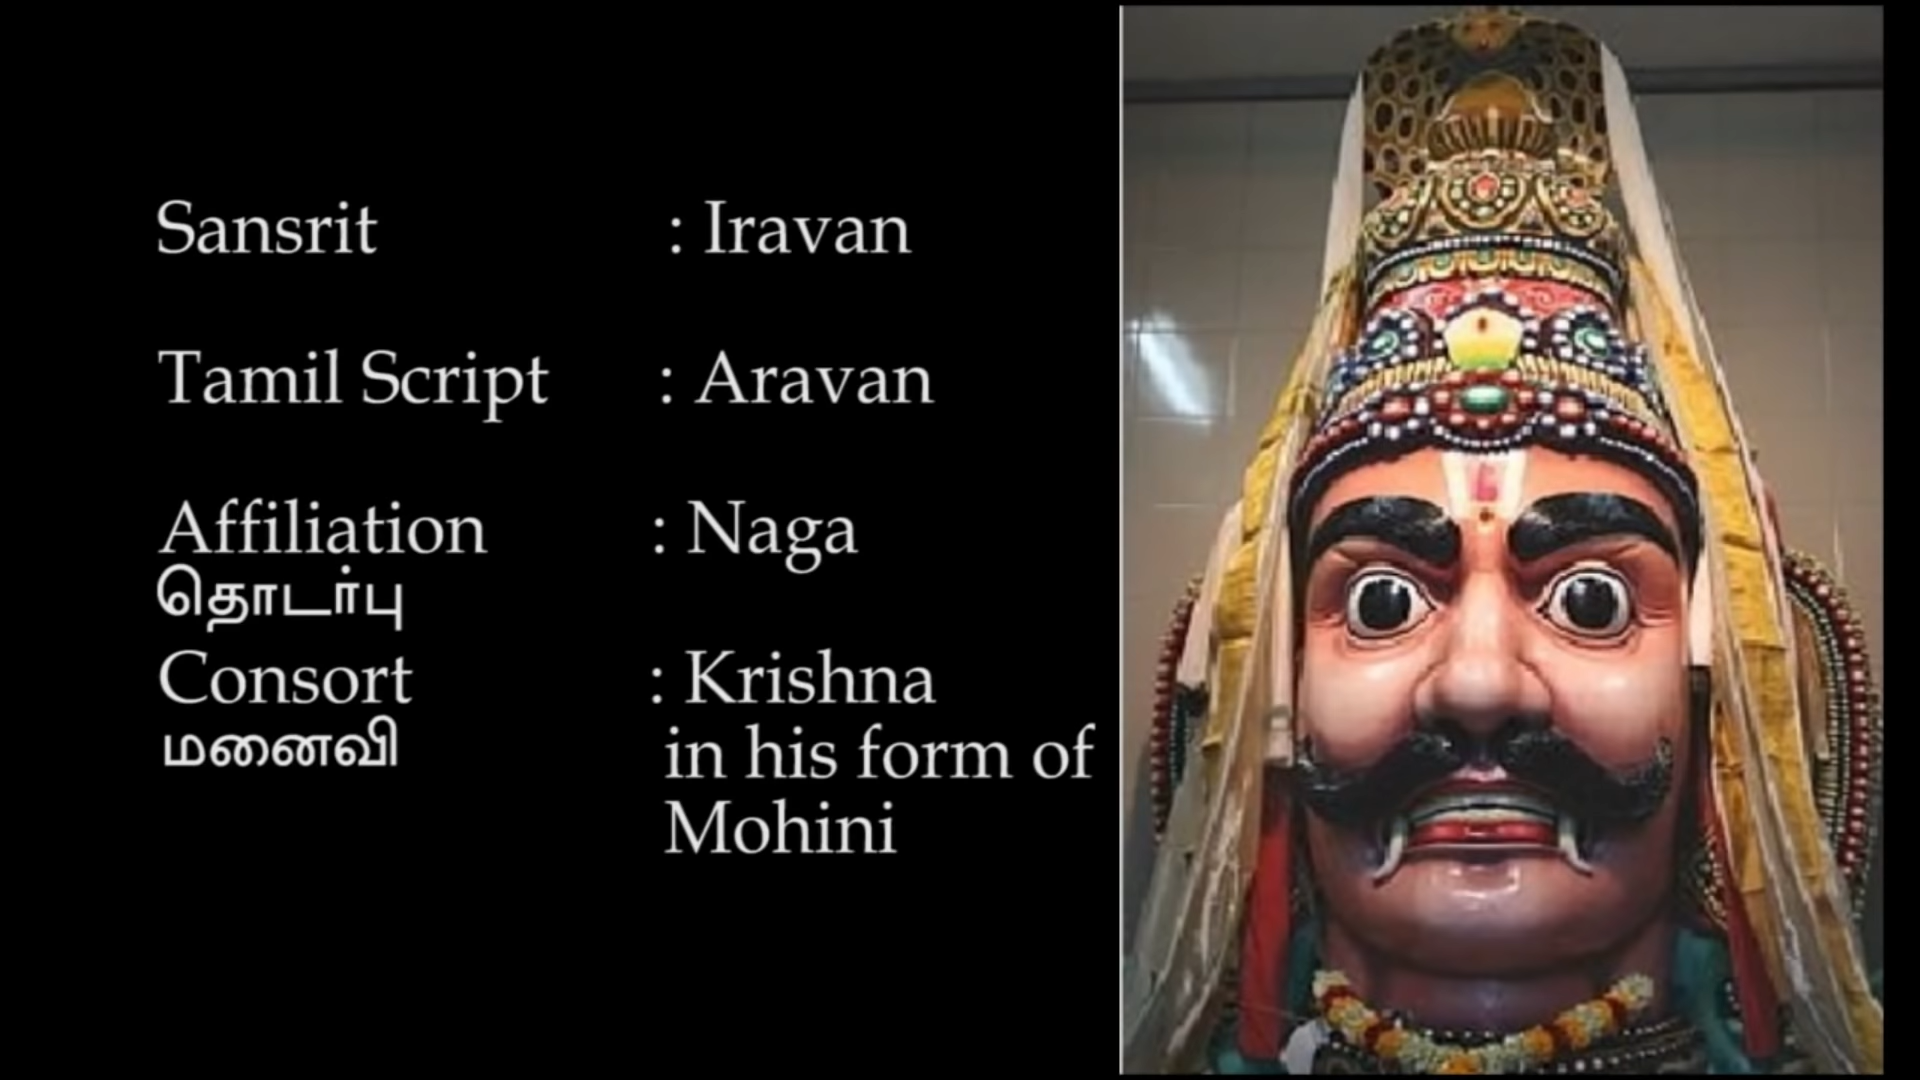 Sansrit : Iravan
Tamil Script : Aravan
Affiliation : Naga
தொடர்பு
Consort : Krishna
மனைவி in his form of
Mohini